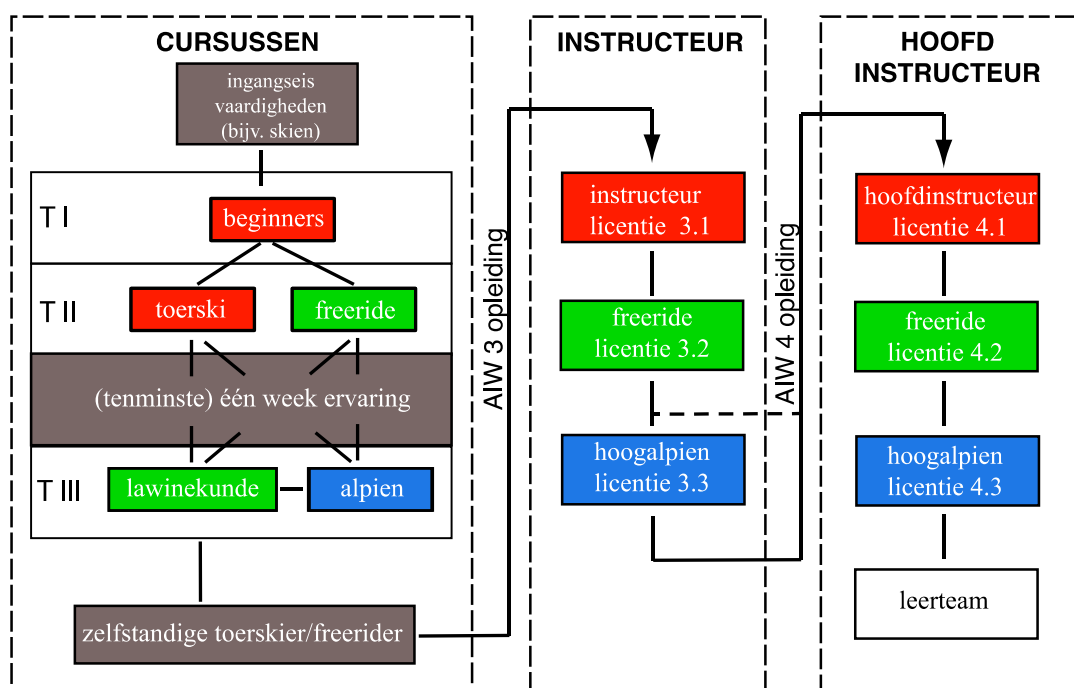 CURSUSSEN
ingangseis
vaardigheden
(bijv. skien)
T I
beginners
T II
toerski
freeride
(tenminste) één week ervaring
T III
lawinekunde
alpien
zelfstandige toerskier/freerider
AIW 3 opleiding
INSTRUCTEUR
instructeur
licentie 3.1
freeride
licentie 3.2
hoogalpien
licentie 3.3
AIW 4 opleiding
HOOFD
INSTRUCTEUR
hoofdinstructeur
licentie 4.1
freeride
licentie 4.2
hoogalpien
licentie 4.3
leerteam